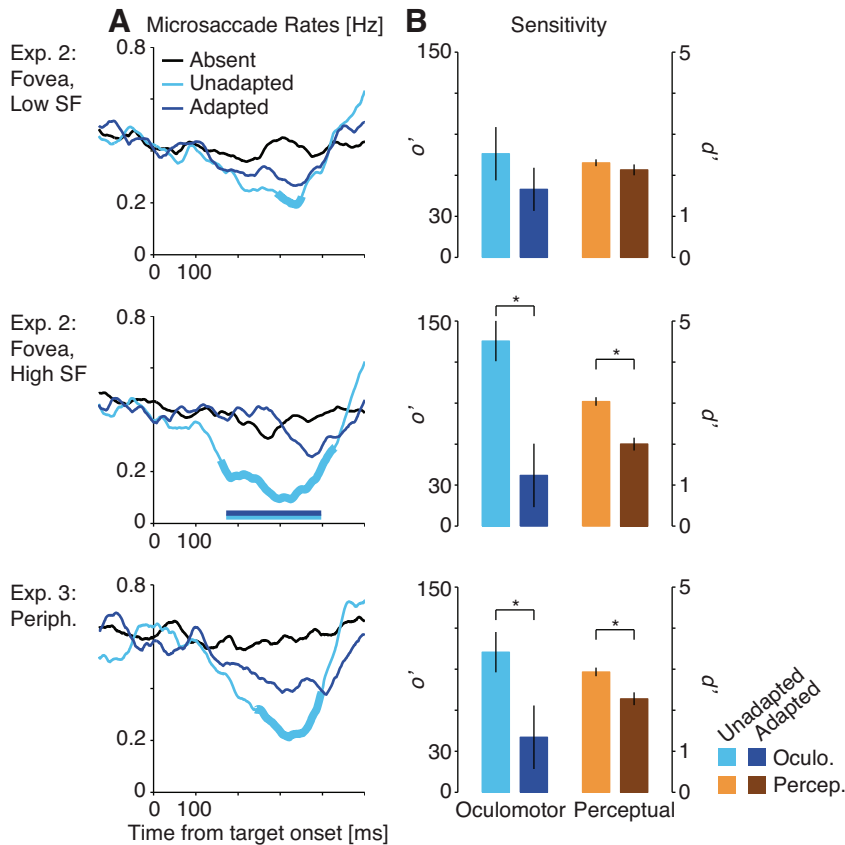 A Microsaccade Rates [Hz]
B Sensitivity
Exp. 2:
Fovea,
Low SF
0.8
0.2
0
Absent
Unadapted
Adapted
0 100
150
30
0
o'
5
1
0
d'
Exp. 2:
Fovea,
High SF
0.8
0.2
0
0 100
150
30
0
o'
*
*
5
1
0
d'
Exp. 3:
Periph.
0.8
0.2
0
0 100
Time from target onset [ms]
150
30
0
o'
*
*
5
1
0
d'
Oculomotor Perceptual
Unadapted
Adapted
Oculo.
Percep.